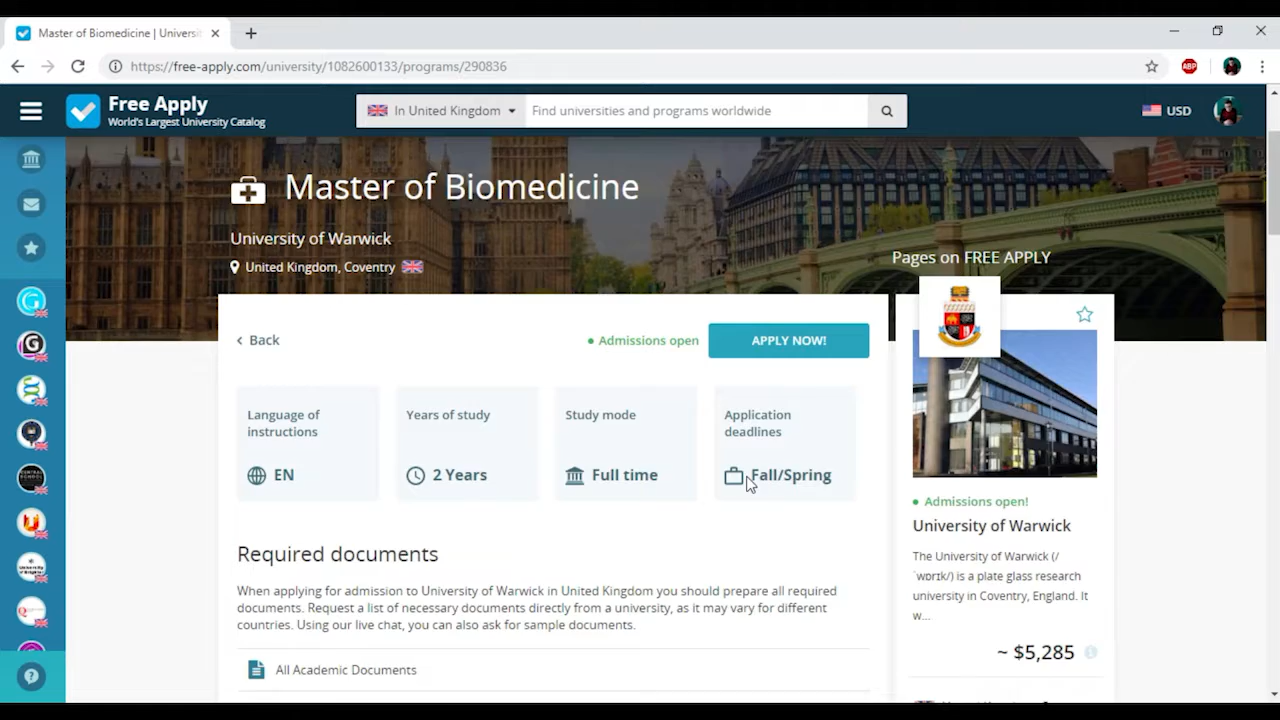 Master of Biomedicine | Universi
https://free-apply.com/university/1082600133/programs/290836
ABP
Free Apply
World's Largest University Catalog
In United Kingdom
Find universities and programs worldwide
USD
Master of Biomedicine
University of Warwick
United Kingdom, Coventry
Pages on FREE APPLY
Back
Admissions open
APPLY NOW!
Language of
instructions
EN
Years of study
2 Years
Study mode
Full time
Application
deadlines
Fall/Spring
Required documents
When applying for admission to University of Warwick in United Kingdom you should prepare all required
documents. Request a list of necessary documents directly from a university, as it may vary for different
countries. Using our live chat, you can also ask for sample documents.
All Academic Documents
Admissions open!
University of Warwick
The University of Warwick (/
ˈwɒrɪk/) is a plate glass research
university in Coventry, England. It
w...
~ $5,285